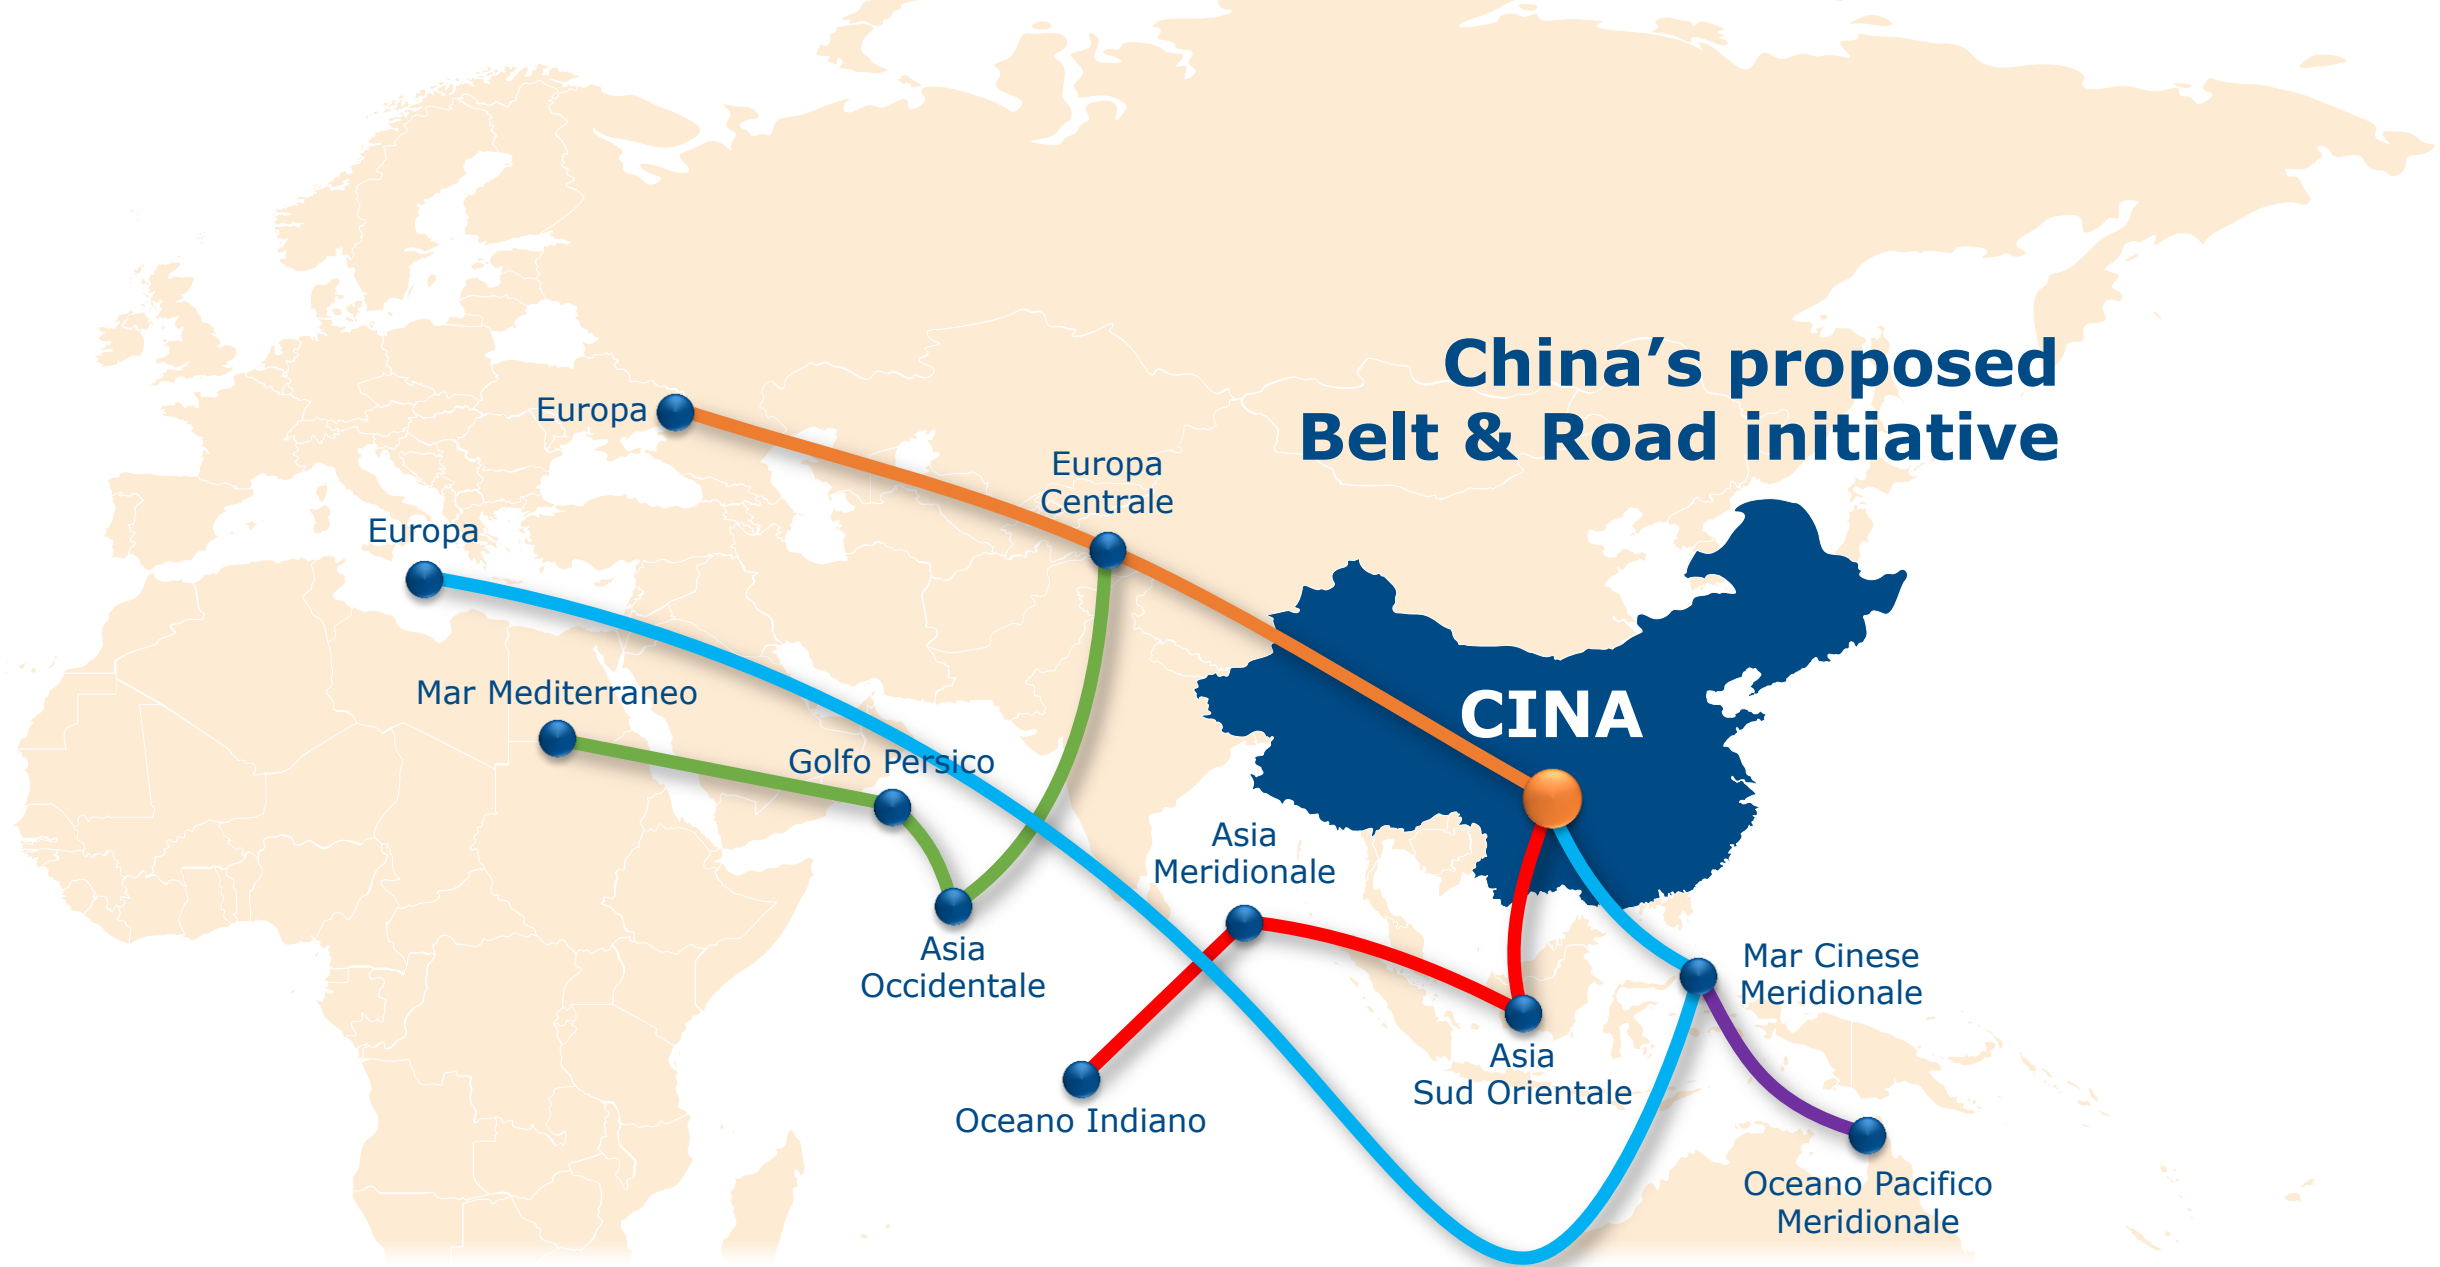 China’s proposed
Belt & Road initiative
Europa
Europa
Centrale
Europa
Mar Mediterraneo
CINA
Golfo Persico
Asia
Meridionale
Asia
Occidentale
Mar Cinese
Meridionale
Asia
Sud Orientale
Oceano Indiano
Oceano Pacifico
Meridionale